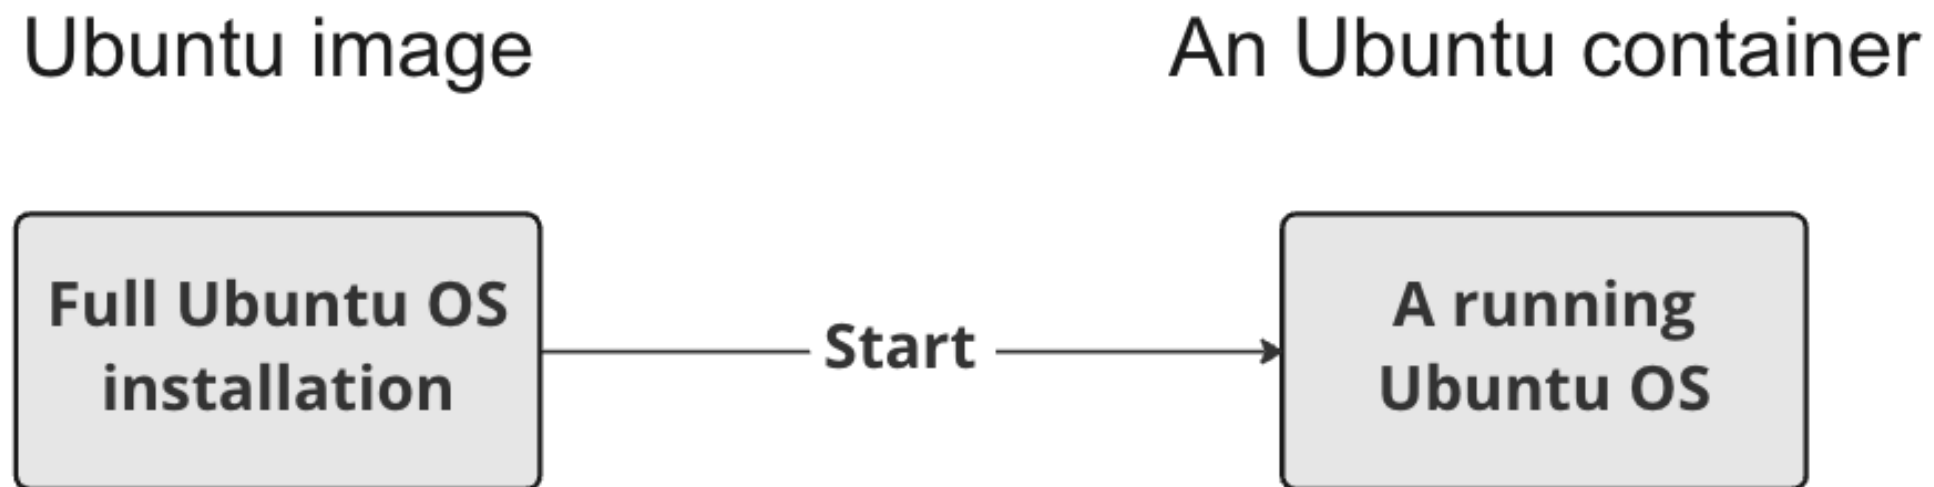 Ubuntu image
An Ubuntu container
Full Ubuntu OS
installation
Start
A running
Ubuntu OS